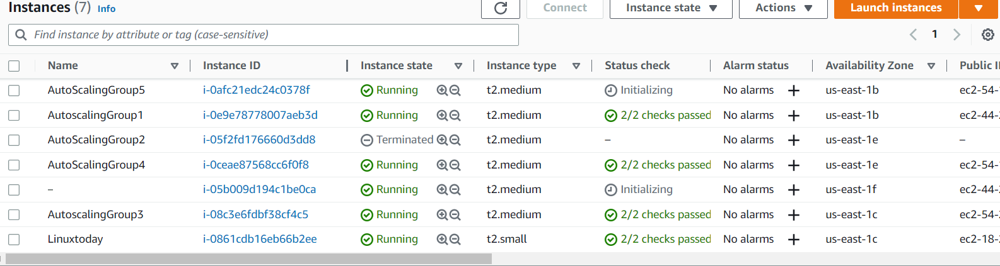 Instances (7) Info Connect Instance state Actions Launch instances
Find instance by attribute or tag (case-sensitive) 1
Name Instance ID Instance state Instance type Status check Alarm status Availability Zone Public
AutoScalingGroup5 i-0afc21edc24c0378f Running t2.medium Initializing No alarms us-east-1b ec2-54-
AutoscalingGroup1 i-0e9e78778007aeb3d Running t2.medium 2/2 checks passed No alarms us-east-1b ec2-44-
AutoScalingGroup2 i-05f2fd176660d3dd8 Terminated t2.medium – No alarms us-east-1e –
AutoScalingGroup4 i-0ceae87568cc6f0f8 Running t2.medium 2/2 checks passed No alarms us-east-1e ec2-54-
– i-05b009d194c1be0ca Running t2.medium Initializing No alarms us-east-1f ec2-44-
AutoscalingGroup3 i-08c3e6fdbf38cf4c5 Running t2.medium 2/2 checks passed No alarms us-east-1c ec2-54-
Linuxtoday i-0861cdb16eb66b2ee Running t2.small 2/2 checks passed No alarms us-east-1c ec2-18-